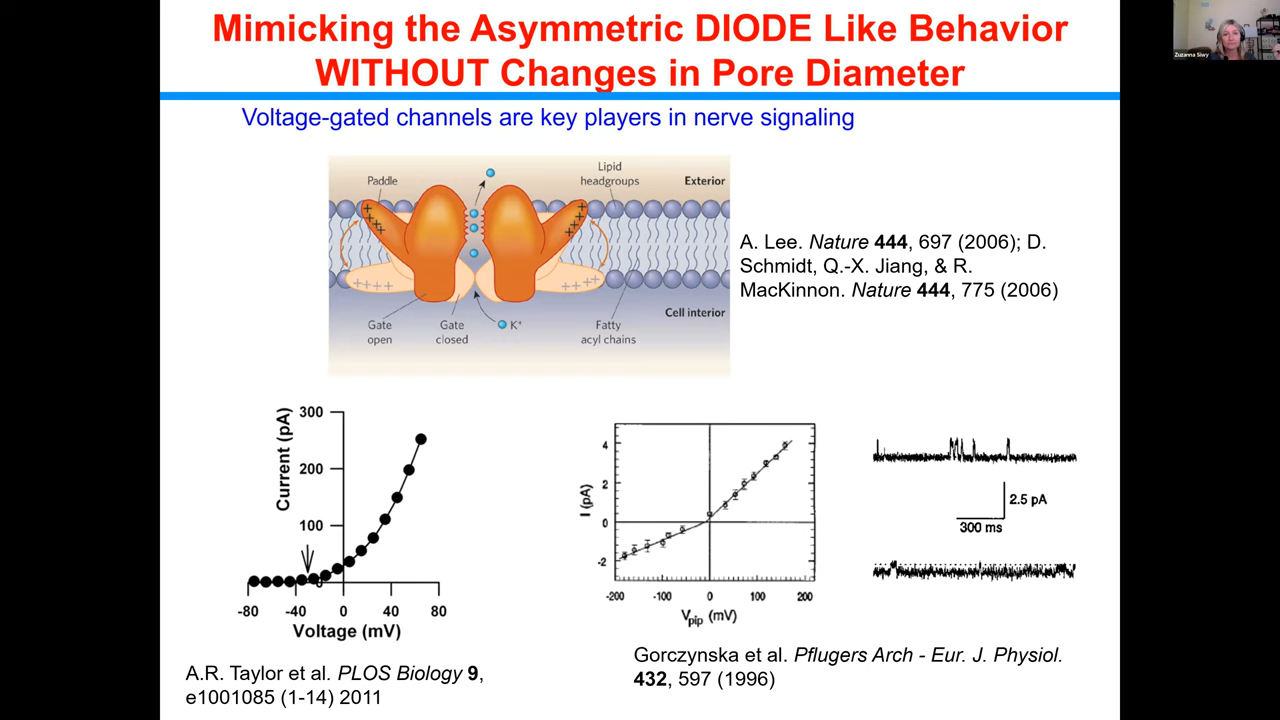 Mimicking the Asymmetric DIODE Like Behavior
WITHOUT Changes in Pore Diameter
Zuzanna Siwy
Voltage-gated channels are key players in nerve signaling
Paddle
Lipid
headgroups
Exterior
+ + + +
+ + + +
+ + + +
+ + + +
Gate
open
Gate
closed
K+
Fatty
acyl chains
Cell interior
A. Lee. Nature 444, 697 (2006); D.
Schmidt, Q.-X. Jiang, & R.
MacKinnon. Nature 444, 775 (2006)
Current (pA)
300
200
100
0
-80 -40 0 40 80
Voltage (mV)
A.R. Taylor et al. PLOS Biology 9,
e1001085 (1-14) 2011
I (pA)
4
2
0
-2
-200 -100 0 100 200
Vpip (mV)
2.5 pA
300 ms
Gorczynska et al. Pflugers Arch - Eur. J. Physiol.
432, 597 (1996)